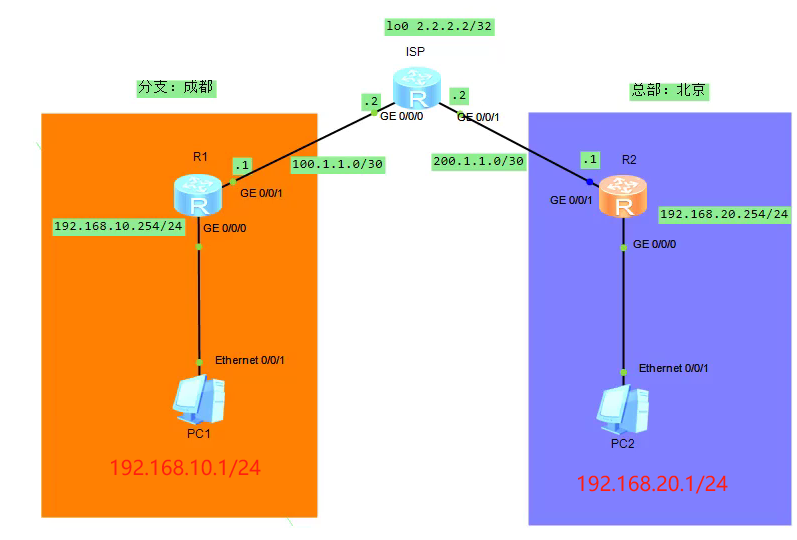 lo0 2.2.2.2/32
ISP
分支：成都
总部：北京
.2
GE 0/0/0
.2
GE 0/0/1
R1
.1
GE 0/0/1
100.1.1.0/30
200.1.1.0/30
.1
R2
GE 0/0/1
R
R
R
192.168.10.254/24
GE 0/0/0
192.168.20.254/24
GE 0/0/0
Ethernet 0/0/1
Ethernet 0/0/1
PC1
PC2
192.168.10.1/24
192.168.20.1/24